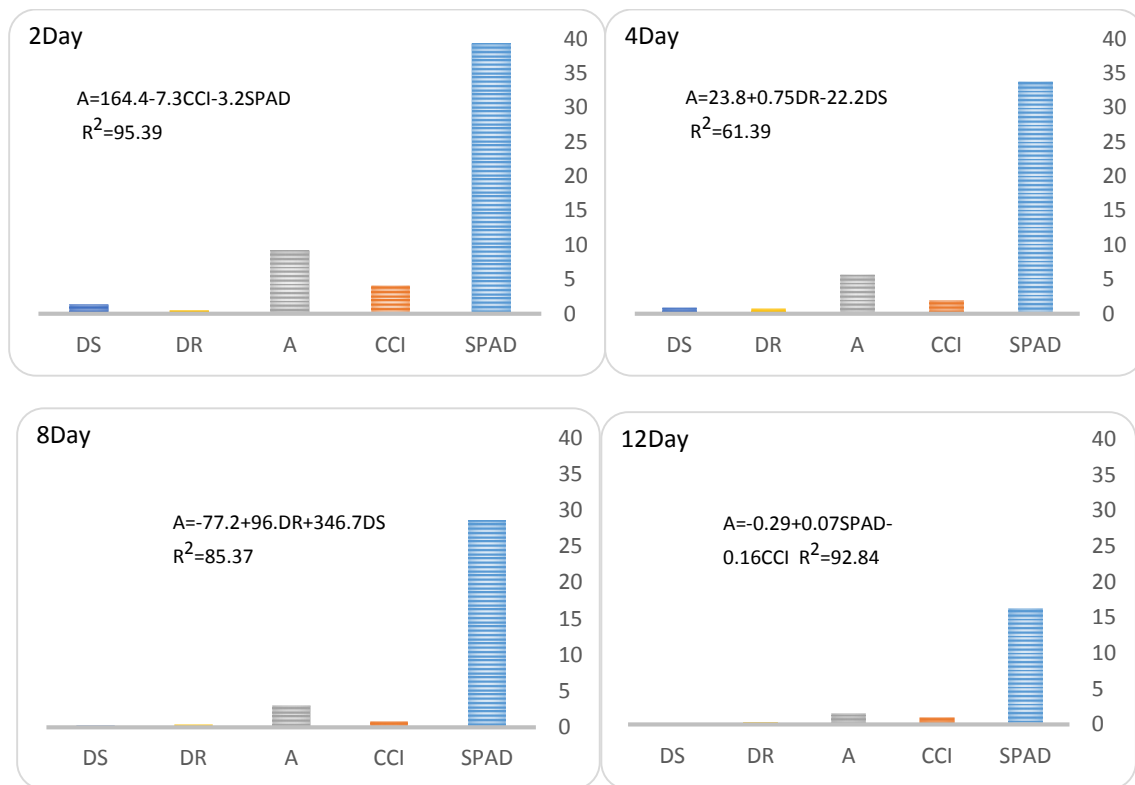 2Day
A=164.4-7.3CCI-3.2SPAD
R²=95.39
40
35
30
25
20
15
10
5
0
DS DR A CCI SPAD
4Day
A=23.8+0.75DR-22.2DS
R²=61.39
40
35
30
25
20
15
10
5
0
DS DR A CCI SPAD
8Day
A=-77.2+96.DR+346.7DS
R²=85.37
40
35
30
25
20
15
10
5
0
DS DR A CCI SPAD
12Day
A=-0.29+0.07SPAD-
0.16CCI R²=92.84
40
35
30
25
20
15
10
5
0
DS DR A CCI SPAD